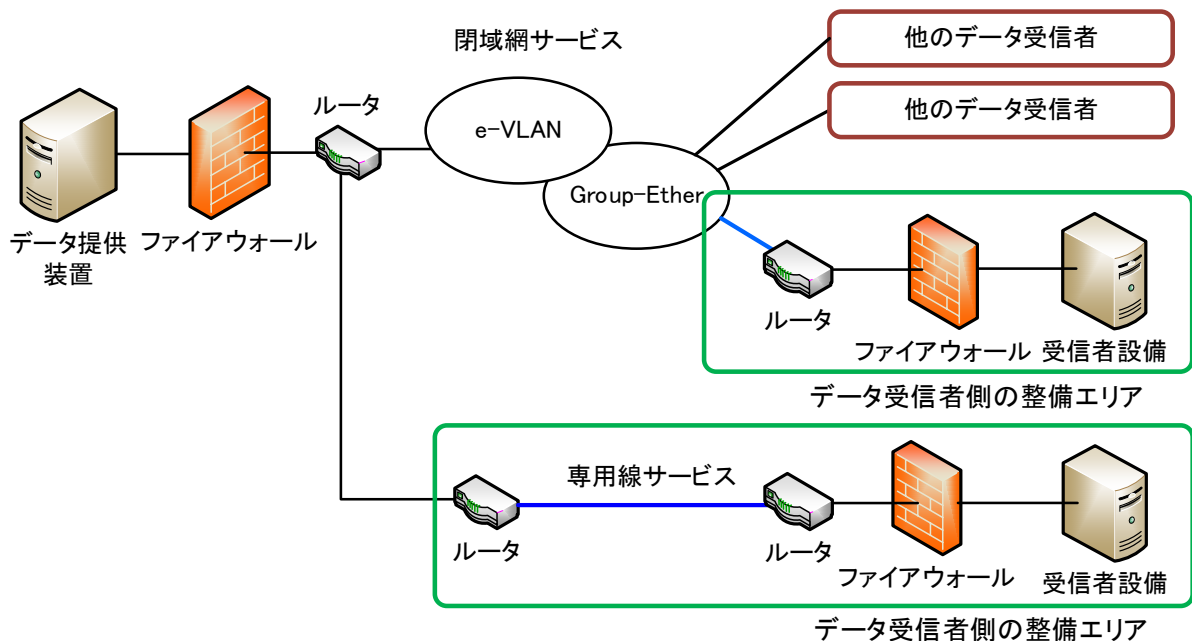 閉域網サービス
他のデータ受信者
他のデータ受信者
ルータ
e-VLAN
Group-Ether
データ提供
装置
ファイアウォール
ルータ
ファイアウォール
受信者設備
データ受信者側の整備エリア
専用線サービス
ルータ
ルータ
ファイアウォール
受信者設備
データ受信者側の整備エリア